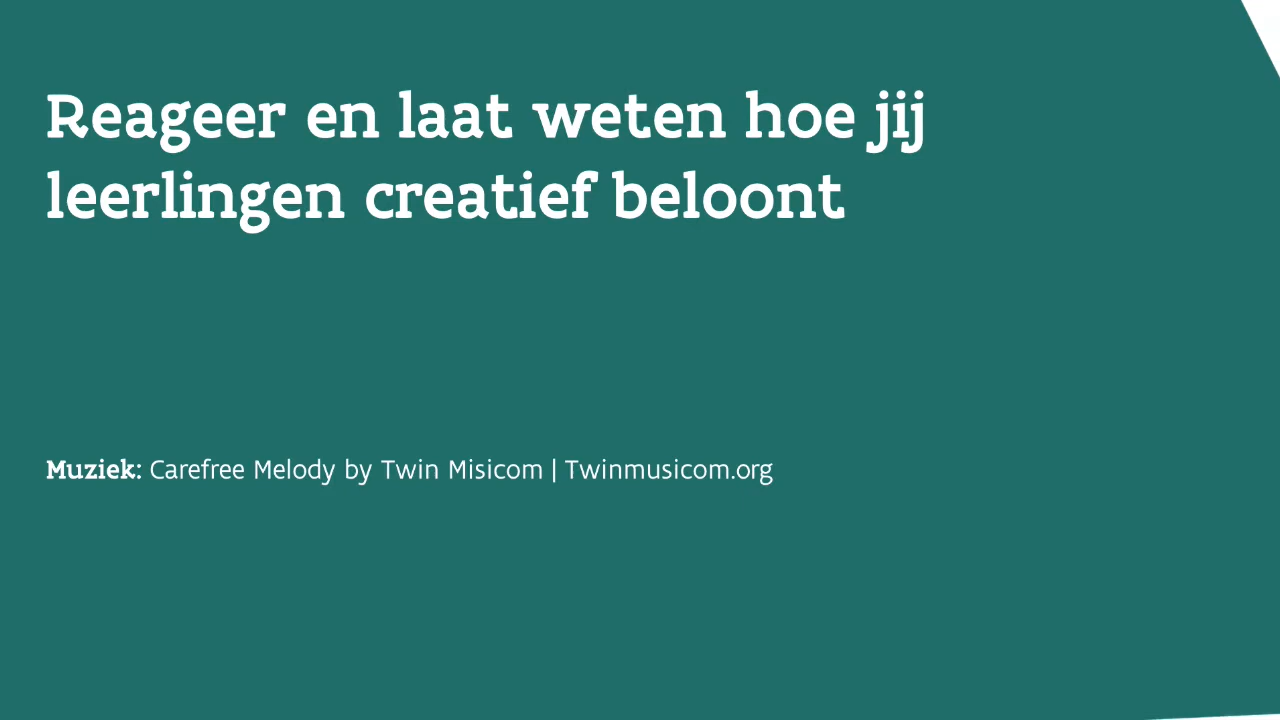 Reageer en laat weten hoe jij
leerlingen creatief beloont
Muziek: Carefree Melody by Twin Misicom | Twinmusicom.org